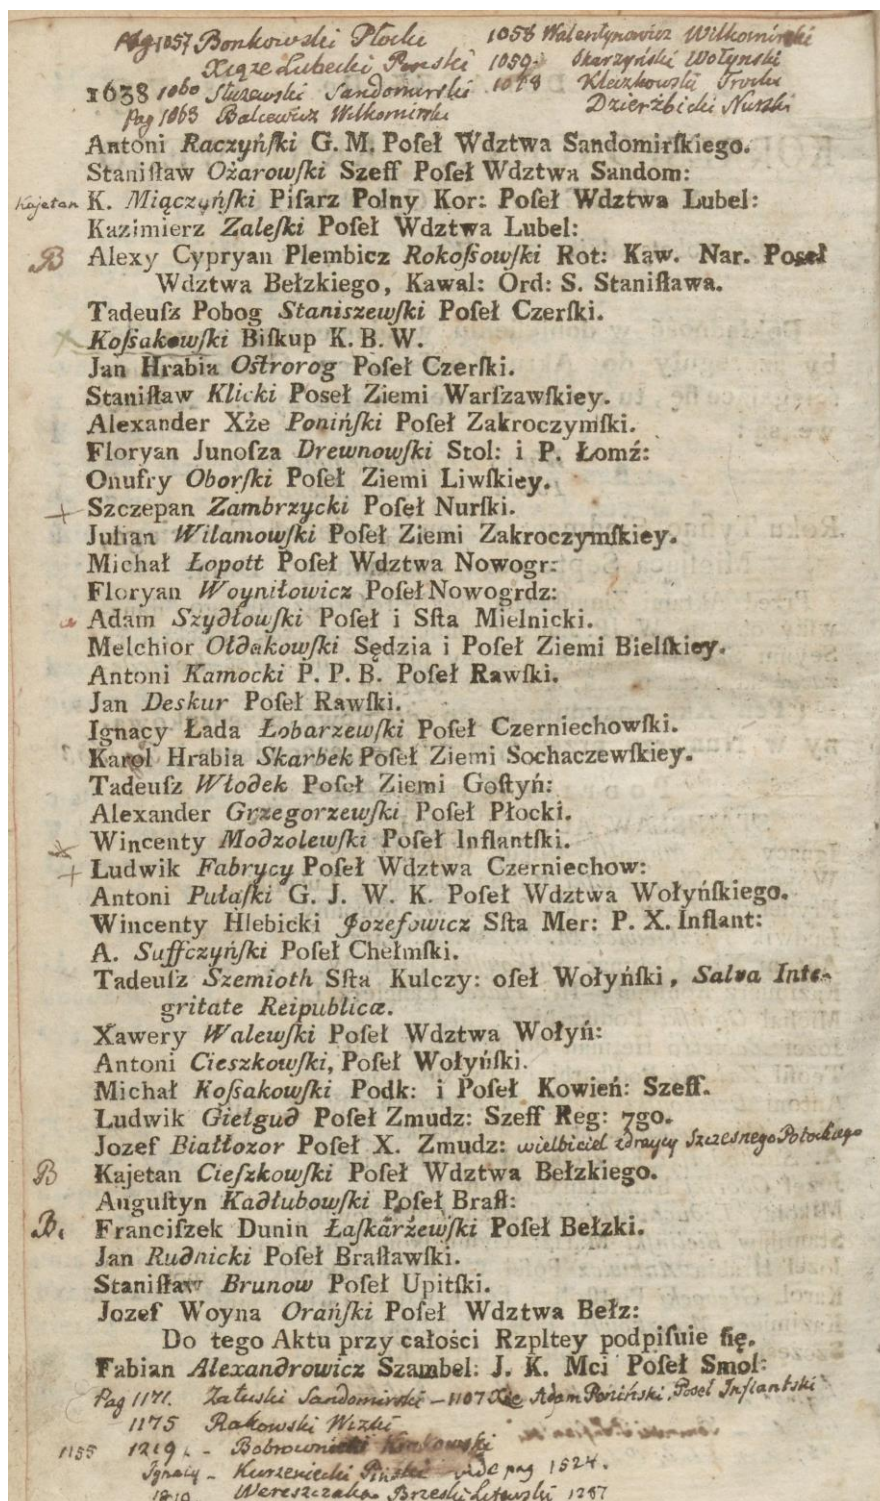 Pag 1057 Bonkowski Płocki 1058 Walentynowicz Wilkomirski
Xiąże Lubecki Pinski 1059 Skarzyński Wołynski
1638 1060 Staszewski Sandomirski 1078 Kleczkowski Trocki
Pag 1063 Balcewicz Wilkomirski Dzierżbicki Nurski
Antoni Raczyńſki G. M. Poſeł Wdztwa Sandomirſkiego.
Staniſław Ożarowſki Szeff Poſeł Wdztwa Sandom:
Kajetan K. Miączyńſki Piſarz Polny Kor: Poſeł Wdztwa Lubel:
Kazimierz Zaleſki Poſeł Wdztwa Lubel:
B Alexy Cypryan Plembicz Rokoſsowſki Rot: Kaw. Nar. Poseł
Wdztwa Bełzkiego, Kawal: Ord: S. Staniſława.
Tadeuſz Pobog Staniszewſki Poſeł Czerſki.
Koſsakowſki Biſkup K. B. W.
Jan Hrabia Oſtrorog Poſeł Czerſki.
Staniſław Klicki Poseł Ziemi Warſzawſkiey.
Alexander Xże Ponińſki Poſeł Zakroczymſki.
Floryan Junoſza Drewnowſki Stol: i P. Łomź:
Onufry Oborſki Poſeł Ziemi Liwſkiey.
+ Szczepan Zambrzycki Poſeł Nurſki.
Julian Wilamowſki Poſeł Ziemi Zakroczymſkiey.
Michał Łopott Poſeł Wdztwa Nowogr:
Floryan Woyniłowicz Poſeł Nowogrdz:
Adam Szydłowſki Poſeł i Sſta Mielnicki.
Melchior Ołdakowſki Sędzia i Poſeł Ziemi Bielſkiey.
Antoni Kamocki P. P. B. Poſeł Rawſki.
Jan Deskur Poſeł Rawſki.
Ignacy Łada Łobarzewſki Poſeł Czerniechowſki.
Karol Hrabia Skarbek Poſeł Ziemi Sochaczewſkiey.
Tadeuſz Włodek Poſeł Ziemi Goſtyń:
Alexander Grzegorzewſki Poſeł Płocki.
Wincenty Modzolewſki Poſeł Inflantſki.
+ Ludwik Fabrycy Poſeł Wdztwa Czerniechow:
Antoni Pułaſki G. J. W. K. Poſeł Wdztwa Wołyńſkiego.
Wincenty Hlebicki Jozefowicz Sſta Mer: P. X. Inflant:
A. Suffczyńſki Poſeł Chełmſki.
Tadeuſz Szemioth Sſta Kulczy: oſeł Wołyńſki, Salva Inte-
gritate Reipublicæ.
Xawery Walewſki Poſeł Wdztwa Wołyń:
Antoni Cieszkowſki, Poſeł Wołyńſki.
Michał Koſsakowſki Podk: i Poſeł Kowień: Szeff.
Ludwik Giełgud Poſeł Zmudz: Szeff Reg: 7go.
Jozef Białłozor Poſeł X. Zmudz: wielbiciel zdraycy Szczesnego Potockiego
B Kajetan Cieſzkowſki Poſeł Wdztwa Bełzkiego.
Auguſtyn Kadłubowſki Poſeł Braſł:
B. Franciſzek Dunin Łaſkarżewſki Poſeł Bełzki.
Jan Rudnicki Poſeł Braſławſki.
Staniſław Brunow Poſeł Upitſki.
Jozef Woyna Orańſki Poſeł Wdztwa Bełz:
Do tego Aktu przy całości Rzpltey podpiſuie ſię.
Fabian Alexandrowicz Szambel: J. K. Mci Poſeł Smol:
Pag 1171. Załuski Sandomirski – 1107 Xże Adam Poniński Poseł Inflantski
1175 Rakowski Wizki
1155 1219 - Bobrownicki
Ignacy - Kurzeniecki Pinski vide pag 1524.
1810 Wereszczaka Brzeski Litewski 1287